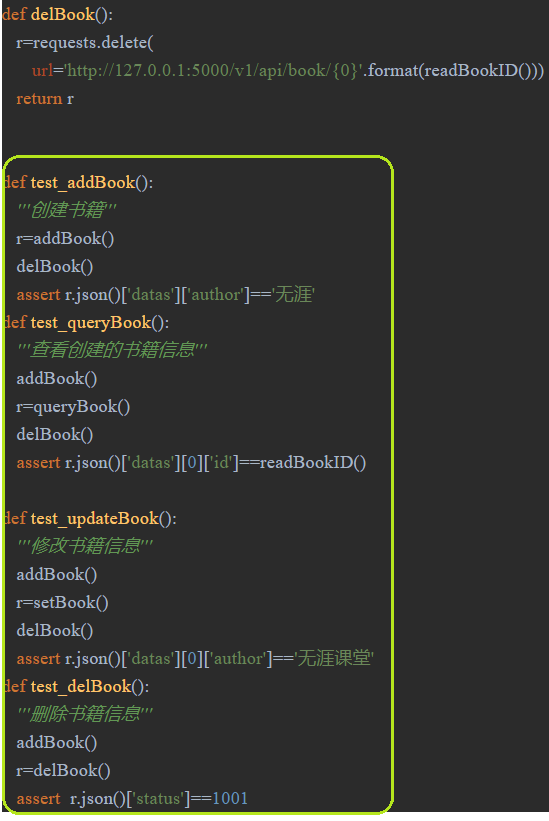 def delBook():
r=requests.delete(
url='http://127.0.0.1:5000/v1/api/book/{0}'.format(readBookID()))
return r
def test_addBook():
'''创建书籍'''
r=addBook()
delBook()
assert r.json()['datas']['author']=='无涯'
def test_queryBook():
'''查看创建的书籍信息'''
addBook()
r=queryBook()
delBook()
assert r.json()['datas'][0]['id']==readBookID()
def test_updateBook():
'''修改书籍信息'''
addBook()
r=setBook()
delBook()
assert r.json()['datas'][0]['author']=='无涯课堂'
def test_delBook():
'''删除书籍信息'''
addBook()
r=delBook()
assert  r.json()['status']==1001